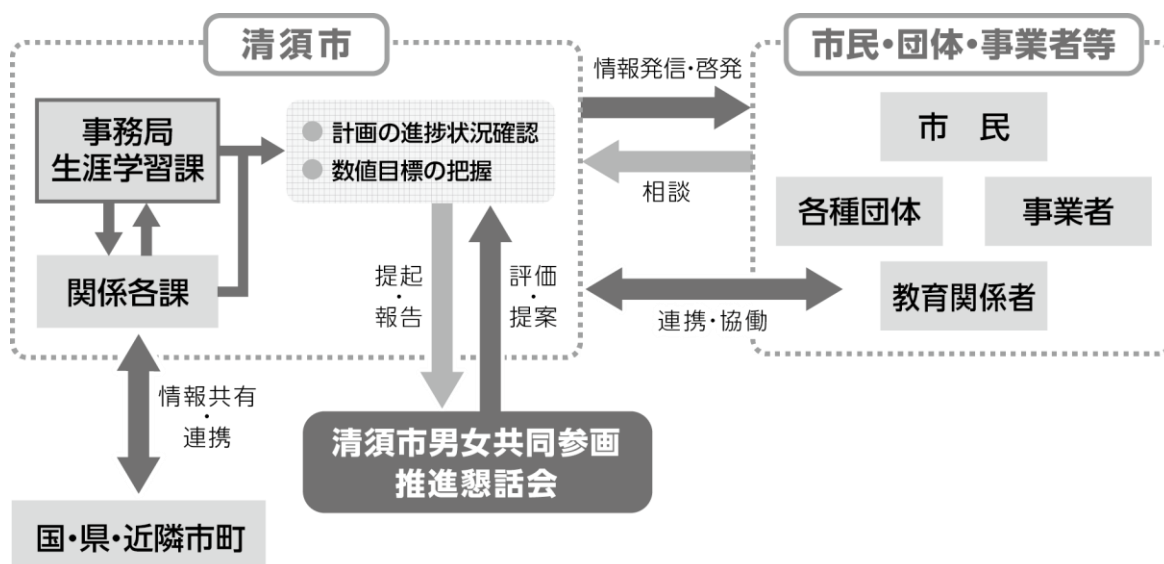 清須市
事務局
生涯学習課
関係各課
計画の進捗状況確認
数値目標の把握
提起
・
報告
評価
・
提案
情報共有
・
連携
清須市男女共同参画
推進懇話会
国・県・近隣市町
情報発信・啓発
相談
連携・協働
市民・団体・事業者等
市　民
各種団体
事業者
教育関係者